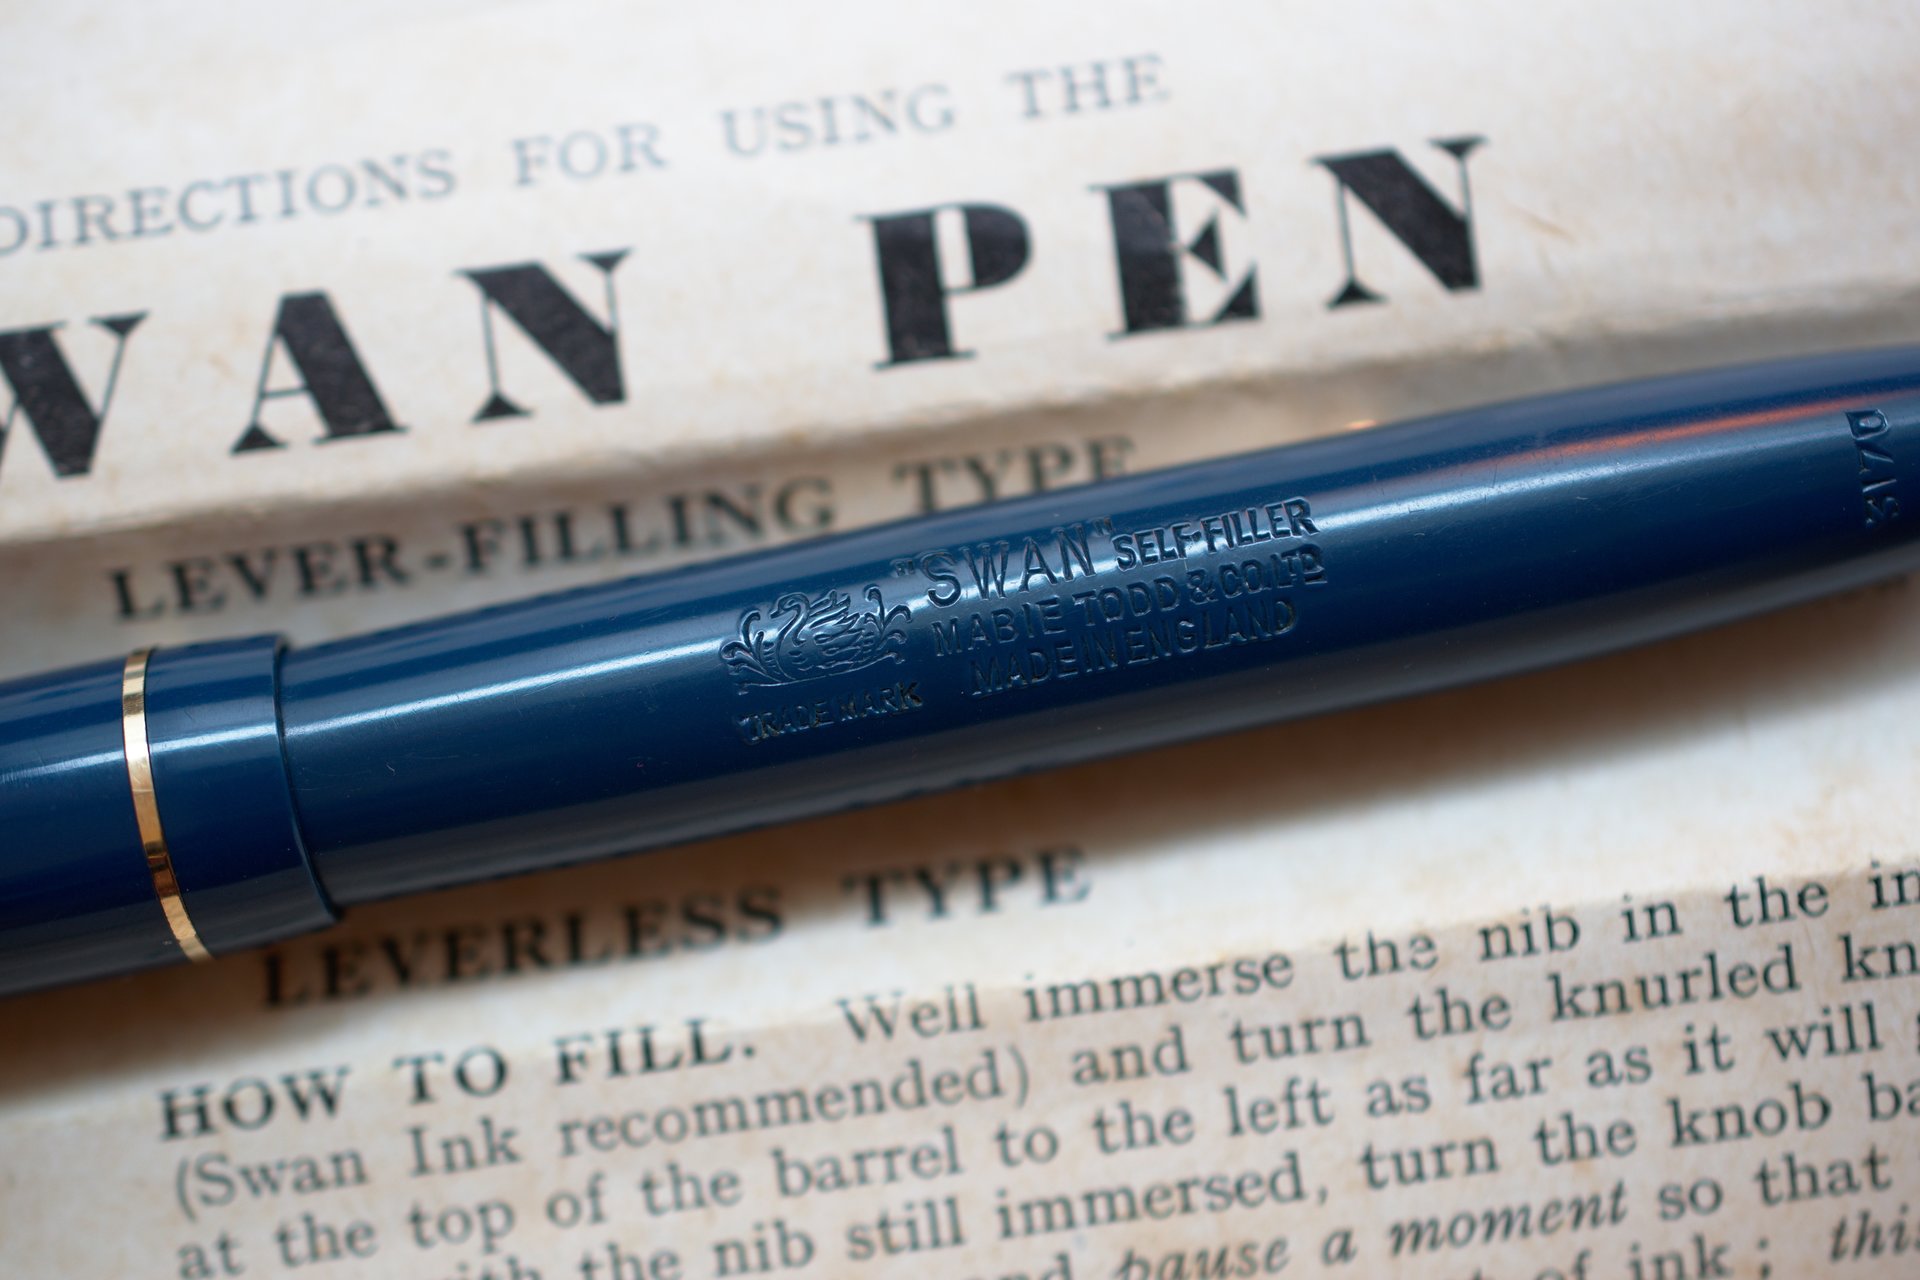 DIRECTIONS FOR USING THE
WAN PEN
LEVER-FILLING TYPE
"SWAN" SELF-FILLER
MABIE TODD & CO. LTD
MADE IN ENGLAND
TRADE MARK
LEVERLESS TYPE
HOW TO FILL. Well immerse the nib in the in
(Swan Ink recommended) and turn the knurled kn
at the top of the barrel to the left as far as it will
with the nib still immersed, turn the knob ba
pause a moment so that
of ink; this